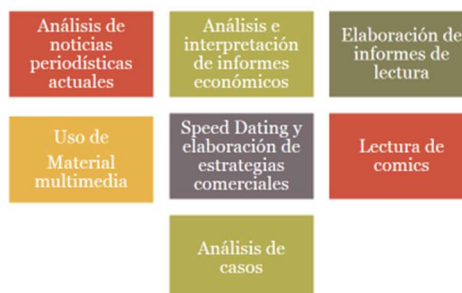 Análisis de
noticias
periodísticas
actuales
Análisis e
interpretación
de informes
económicos
Elaboración de
informes de
lectura
Uso de
Material
multimedia
Speed Dating y
elaboración de
estrategias
comerciales
Lectura de
comics
Análisis de
casos